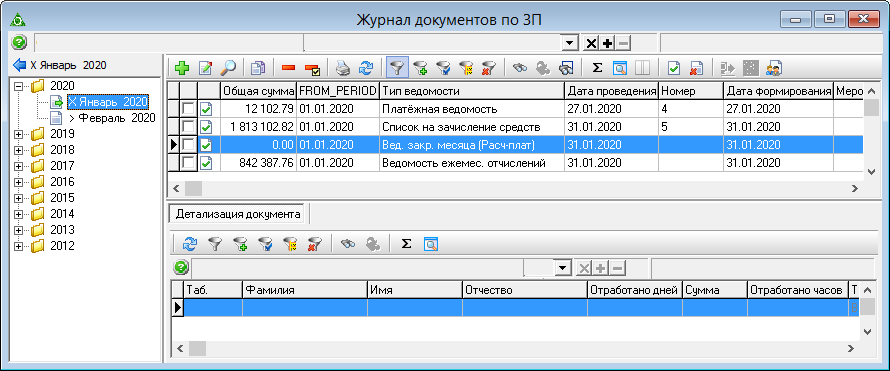 Журнал документов по ЗП
X Январь 2020
2020
X Январь 2020
> Февраль 2020
2019
2018
2017
2016
2015
2014
2013
2012
Общая сумма FROM_PERIOD Тип ведомости Дата проведения Номер Дата формирования Меро
12 102.79 01.01.2020 Платёжная ведомость 27.01.2020 4 27.01.2020
1 813 102.82 01.01.2020 Список на зачисление средств 31.01.2020 5 31.01.2020
0.00 01.01.2020 Вед. закр. месяца (Расч-плат) 31.01.2020 31.01.2020
842 387.76 01.01.2020 Ведомость ежемес. отчислений 31.01.2020 31.01.2020
Детализация документа
Таб. Фамилия Имя Отчество Отработано дней Сумма Отработано часов Т